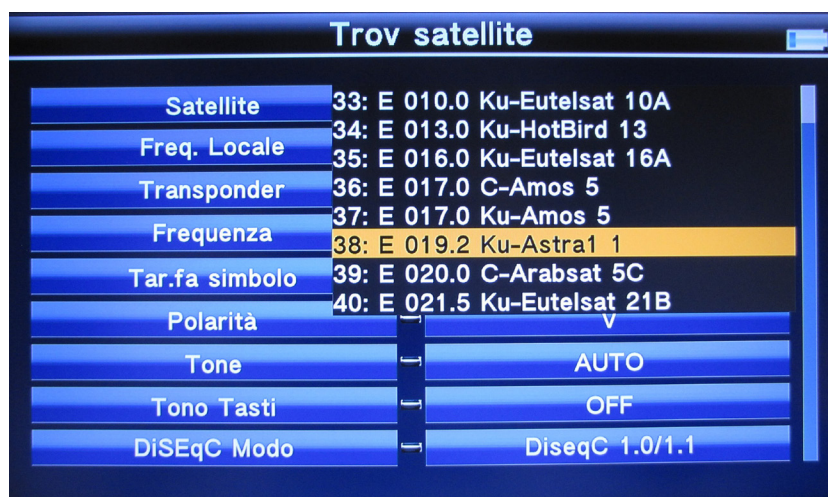 Trov satellite
Satellite
33: E 010.0 Ku-Eutelsat 10A
34: E 013.0 Ku-HotBird 13
Freq. Locale
35: E 016.0 Ku-Eutelsat 16A
Transponder
36: E 017.0 C-Amos 5
37: E 017.0 Ku-Amos 5
Frequenza
38: E 019.2 Ku-Astra1 1
Tar.fa simbolo
39: E 020.0 C-Arabsat 5C
40: E 021.5 Ku-Eutelsat 21B
Polarità V
Tone AUTO
Tono Tasti OFF
DiSEqC Modo DiseqC 1.0/1.1